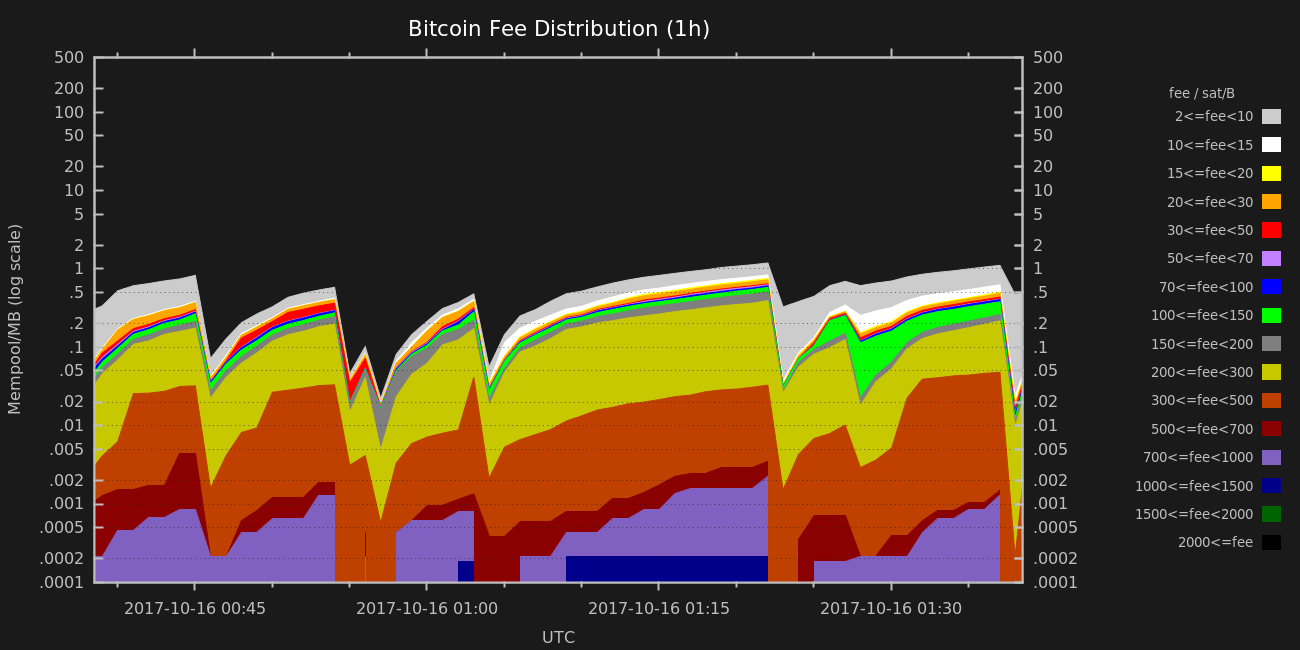 Bitcoin Fee Distribution (1h)
500 500
200 200
100 100
50 50
20 20
10 10
5 5
2 2
1 1
.5 .5
.2 .2
.1 .1
.05 .05
.02 .02
.01 .01
.005 .005
.002 .002
.001 .001
.0005 .0005
.0002 .0002
.0001 .0001
Mempool/MB (log scale)
2017-10-16 00:45 2017-10-16 01:00 2017-10-16 01:15 2017-10-16 01:30
UTC
fee / sat/B
2<=fee<10
10<=fee<15
15<=fee<20
20<=fee<30
30<=fee<50
50<=fee<70
70<=fee<100
100<=fee<150
150<=fee<200
200<=fee<300
300<=fee<500
500<=fee<700
700<=fee<1000
1000<=fee<1500
1500<=fee<2000
2000<=fee